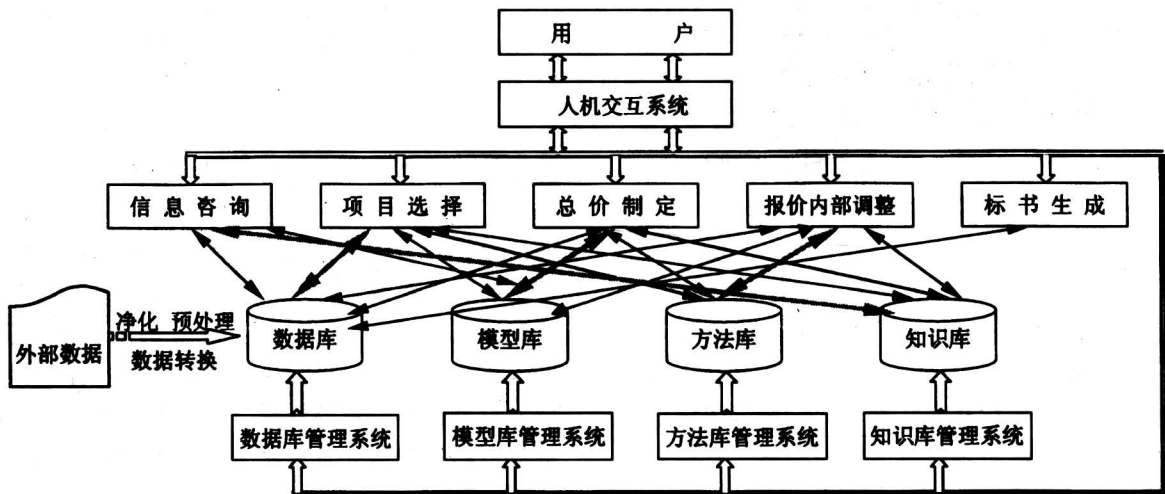 用 户
人机交互系统
信息咨询 项目选择 总价制定 报价内部调整 标书生成
净化 预处理
外部数据
数据转换
数据库 模型库 方法库 知识库
数据库管理系统 模型库管理系统 方法库管理系统 知识库管理系统